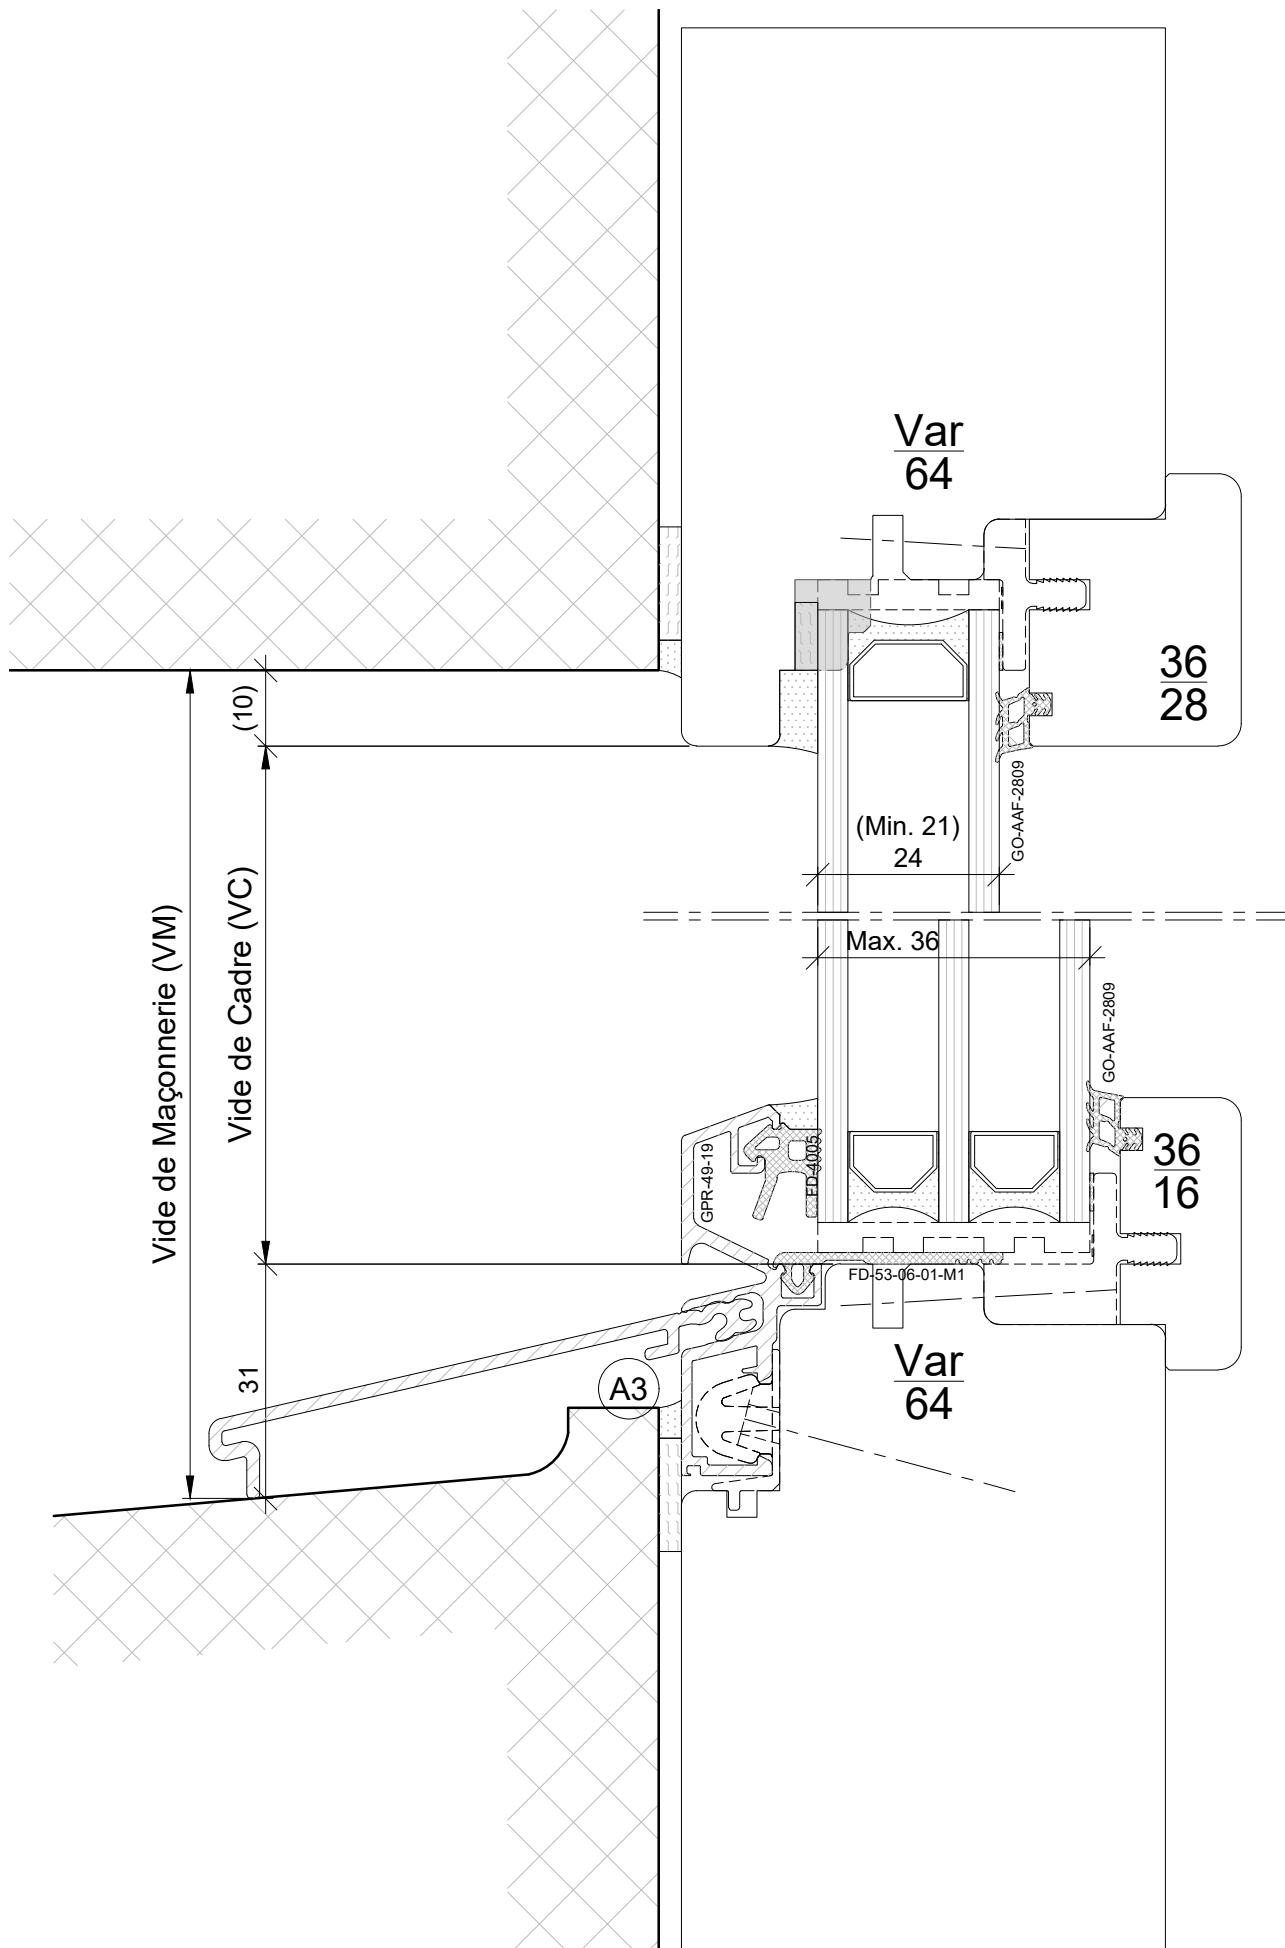 Var
64
36
28
(10)
GO-AAF-2809
(Min. 21)
24
Vide de Maçonnerie (VM)
Vide de Cadre (VC)
Max. 36
GO-AAF-2809
36
16
GPR-49-19
FD-4005
FD-53-06-01-M1
31
A3
Var
64